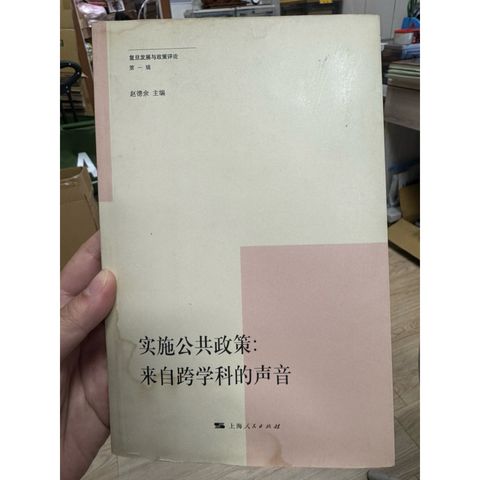 复旦发展与政策评论
第一辑
赵德余 主编
实施公共政策:
来自跨学科的声音
上海人民出版社